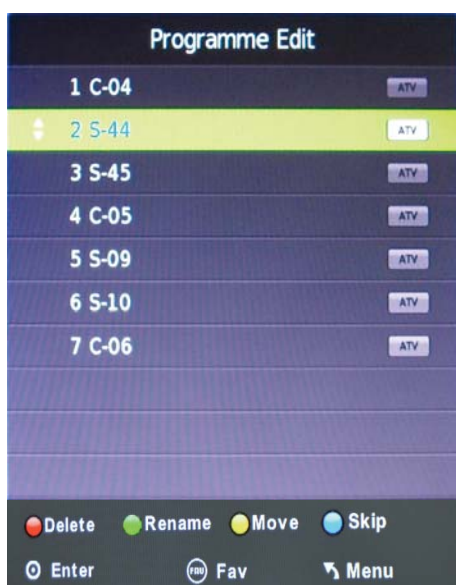 Programme Edit
1 C-04 ATV
2 S-44 ATV
3 S-45 ATV
4 C-05 ATV
5 S-09 ATV
6 S-10 ATV
7 C-06 ATV
Delete Rename Move Skip
Enter FAV Fav Menu